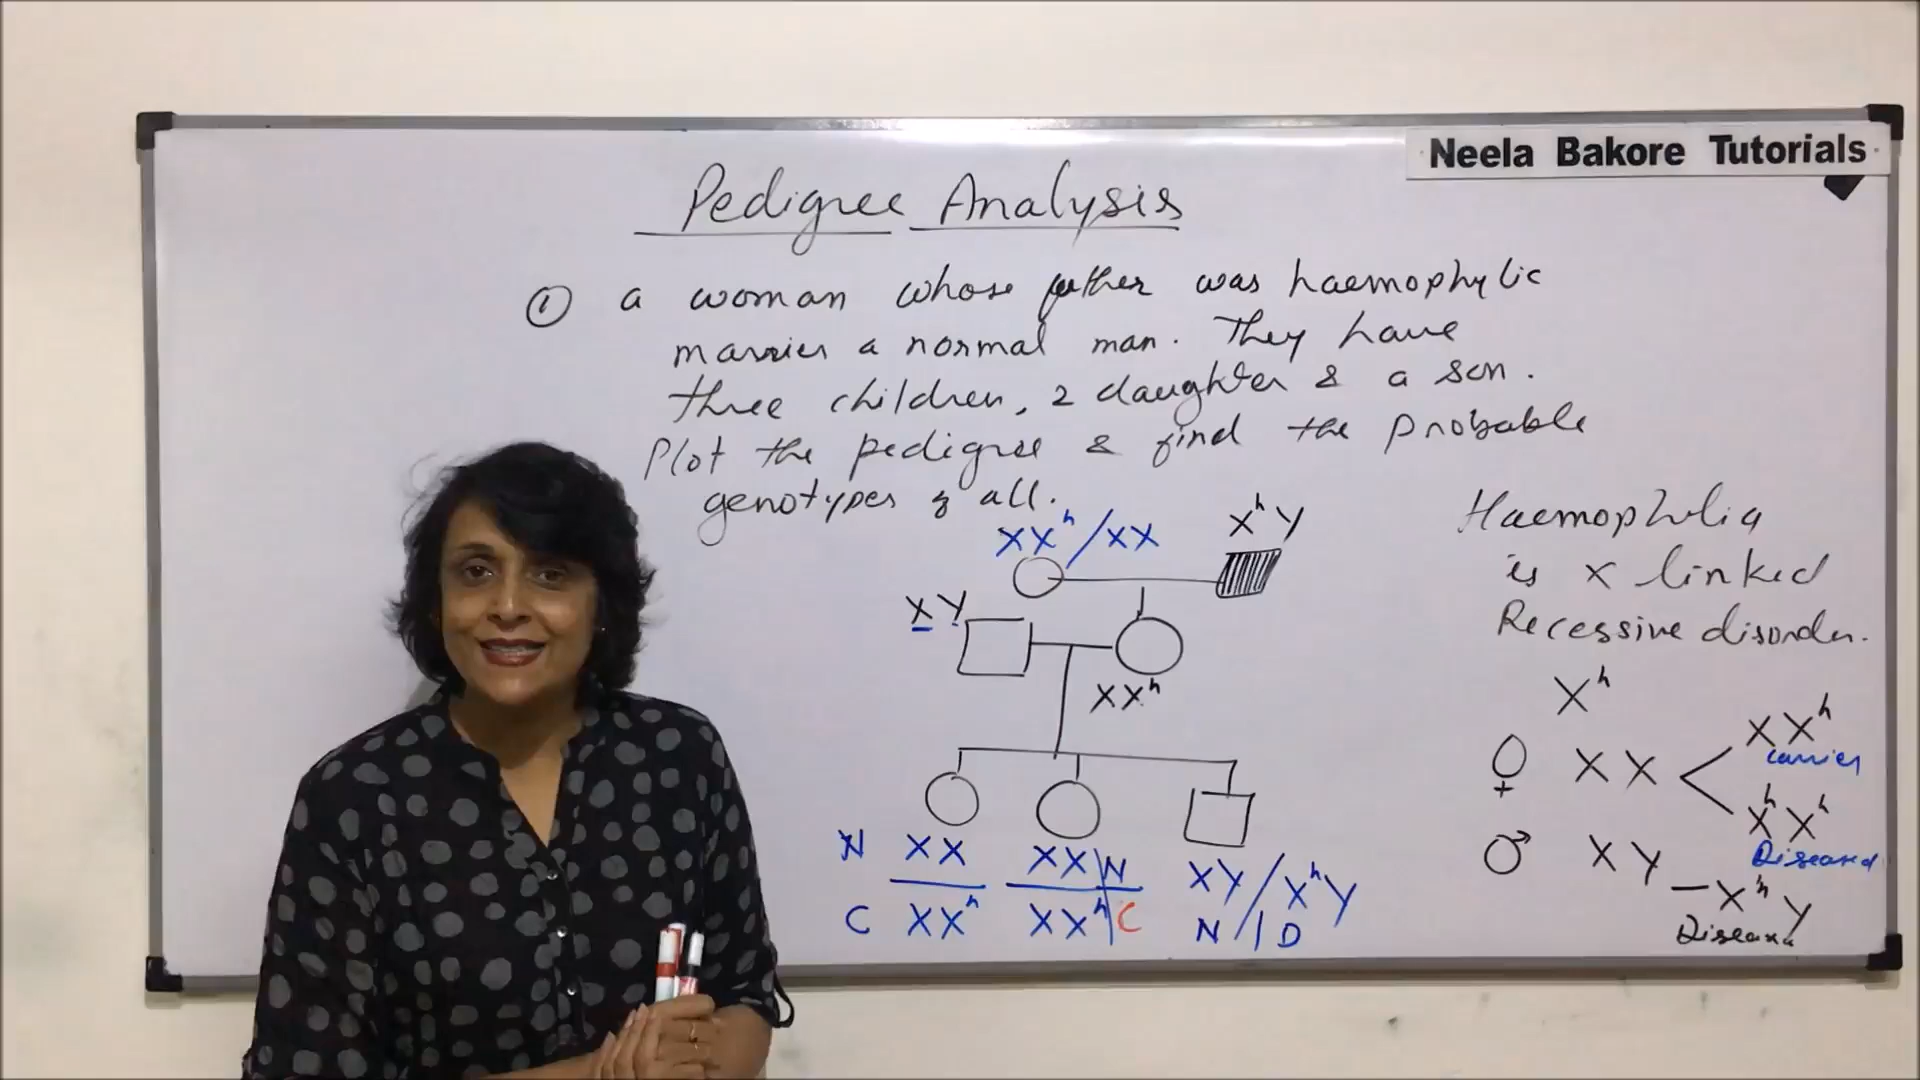 Neela Bakore Tutorials
Pedigree Analysis
① a woman whose father was haemophylic
marries a normal man. They have
three children, 2 daughter & a son.
Plot the pedigree & find the probable
genotypes of all.
XXʰ/XX
XʰY
XY
XXʰ
N XX
C XXʰ
XX N
XXʰ C
XY/XʰY
N/D
Haemophilia
is X linked
Recessive disorder.
Xʰ
♀ XX
XXʰ
carrier
XʰXʰ
Diseased
♂ XY
—XʰY